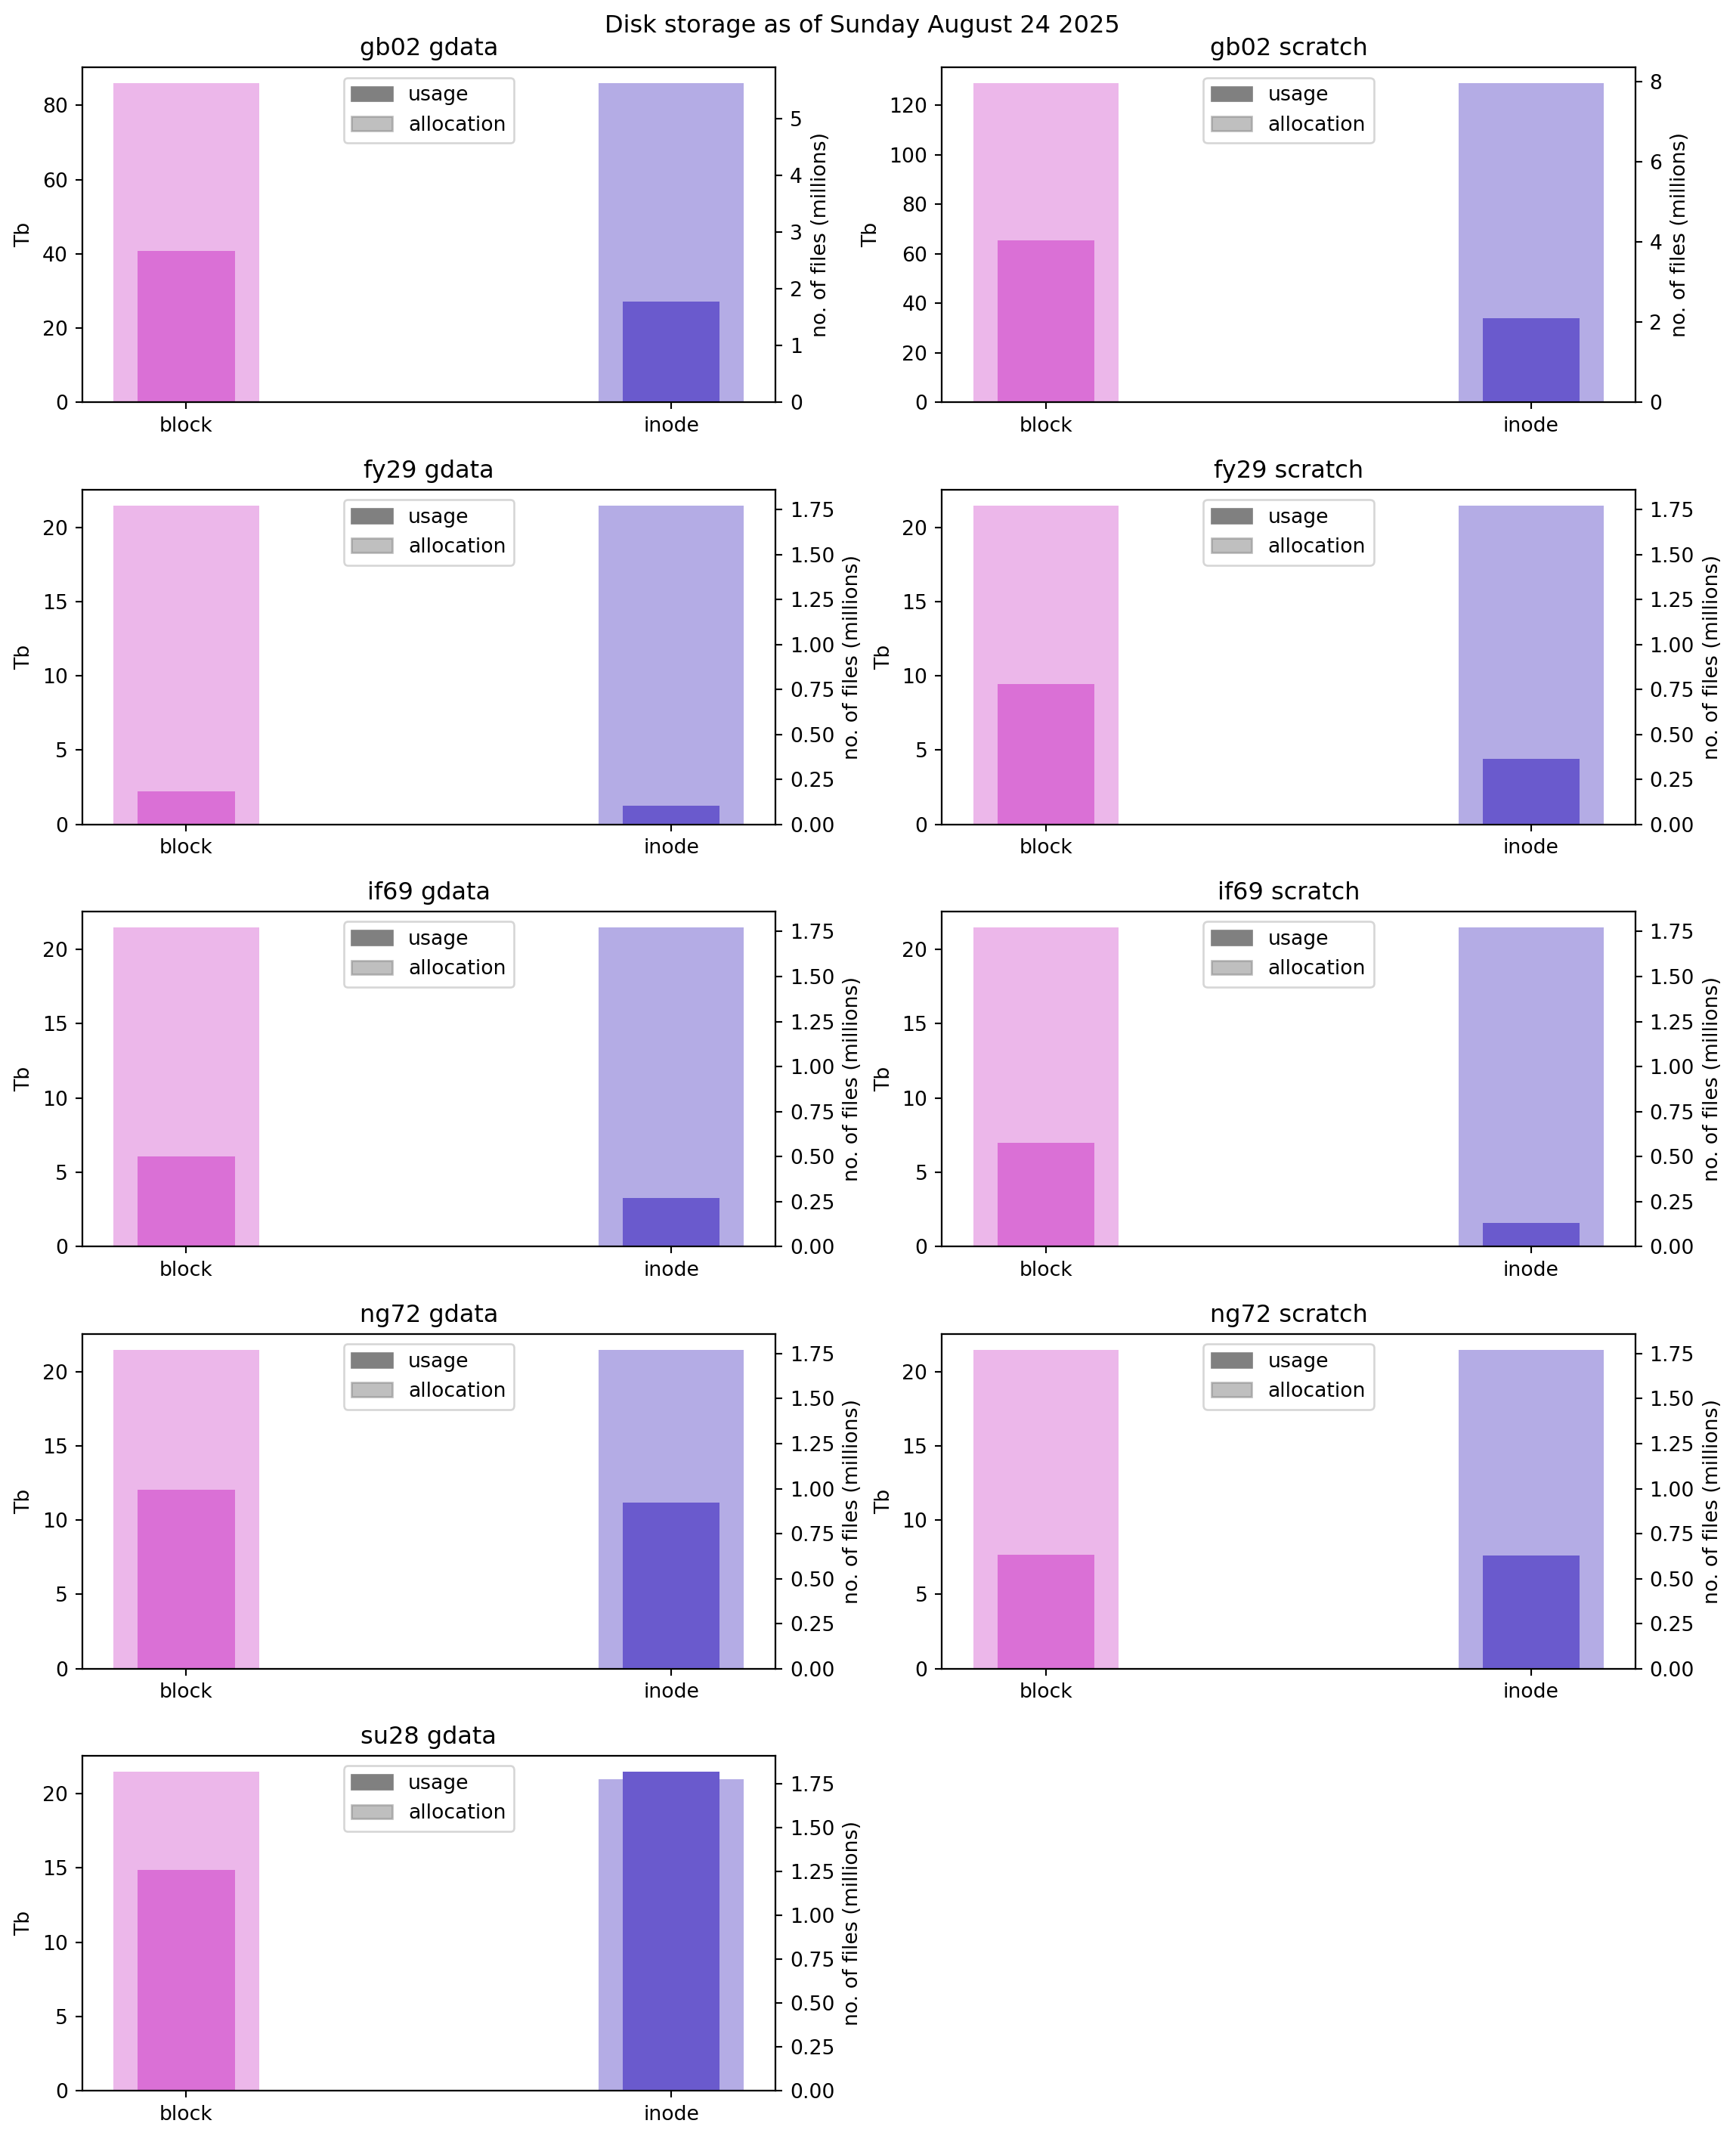 Disk storage as of Sunday August 24 2025
gb02 gdata
usage
allocation
80
60
40
20
0
Tb
5
4
3
2
1
0
no. of files (millions)
block
inode
gb02 scratch
usage
allocation
120
100
80
60
40
20
0
Tb
8
6
4
2
0
no. of files (millions)
block
inode
fy29 gdata
usage
allocation
20
15
10
5
0
Tb
1.75
1.50
1.25
1.00
0.75
0.50
0.25
0.00
no. of files (millions)
block
inode
fy29 scratch
usage
allocation
20
15
10
5
0
Tb
1.75
1.50
1.25
1.00
0.75
0.50
0.25
0.00
no. of files (millions)
block
inode
if69 gdata
usage
allocation
20
15
10
5
0
Tb
1.75
1.50
1.25
1.00
0.75
0.50
0.25
0.00
no. of files (millions)
block
inode
if69 scratch
usage
allocation
20
15
10
5
0
Tb
1.75
1.50
1.25
1.00
0.75
0.50
0.25
0.00
no. of files (millions)
block
inode
ng72 gdata
usage
allocation
20
15
10
5
0
Tb
1.75
1.50
1.25
1.00
0.75
0.50
0.25
0.00
no. of files (millions)
block
inode
ng72 scratch
usage
allocation
20
15
10
5
0
Tb
1.75
1.50
1.25
1.00
0.75
0.50
0.25
0.00
no. of files (millions)
block
inode
su28 gdata
usage
allocation
20
15
10
5
0
Tb
1.75
1.50
1.25
1.00
0.75
0.50
0.25
0.00
no. of files (millions)
block
inode